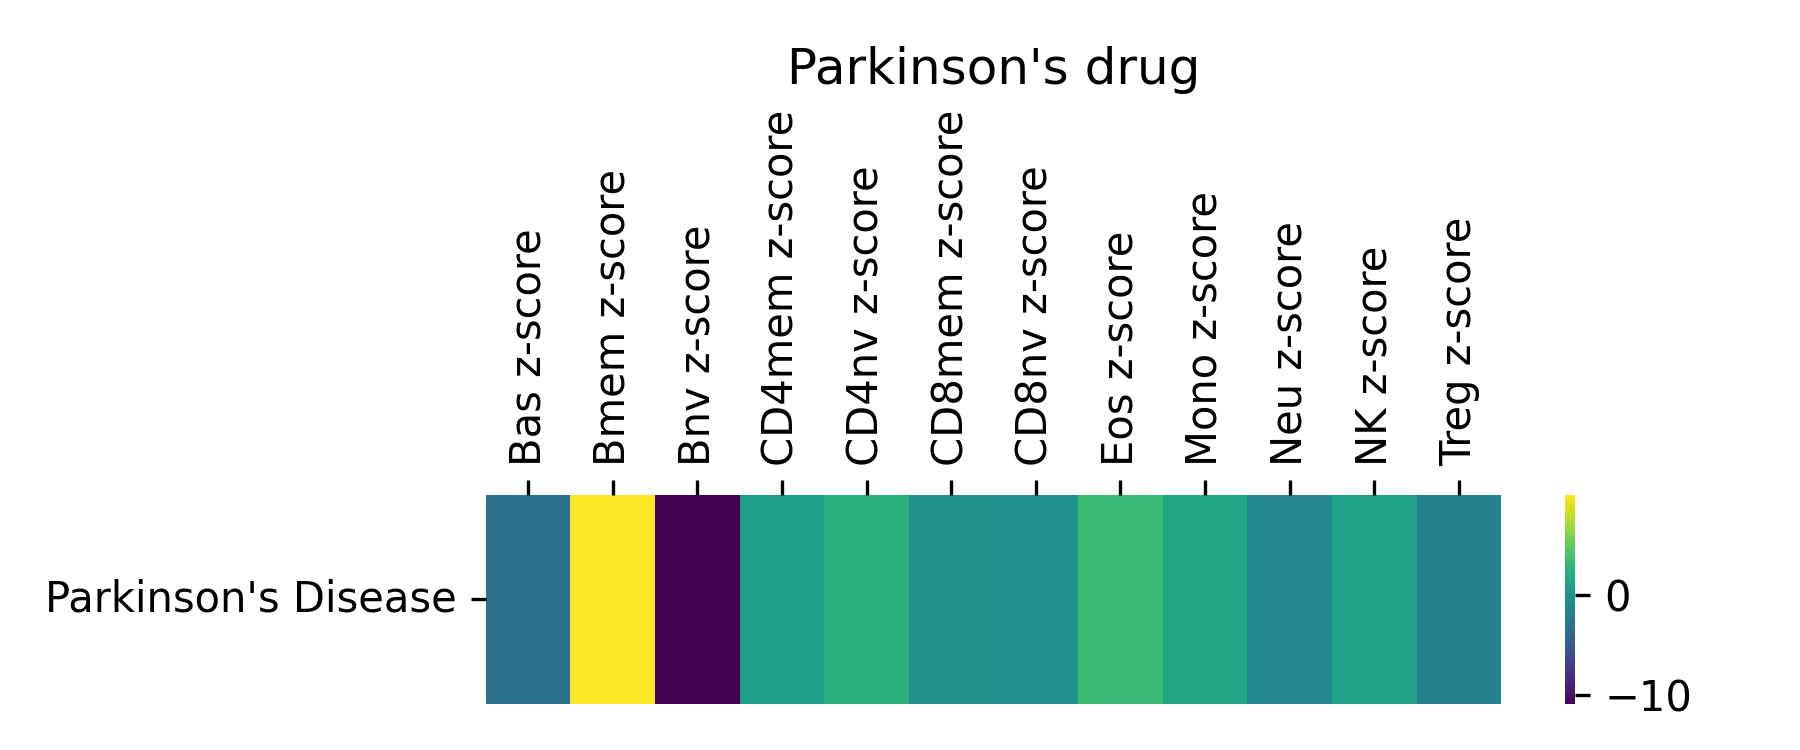 Parkinson's drug
Bas z-score
Bmem z-score
Bnv z-score
CD4mem z-score
CD4nv z-score
CD8mem z-score
CD8nv z-score
Eos z-score
Mono z-score
Neu z-score
NK z-score
Treg z-score
Parkinson's Disease
0
−10